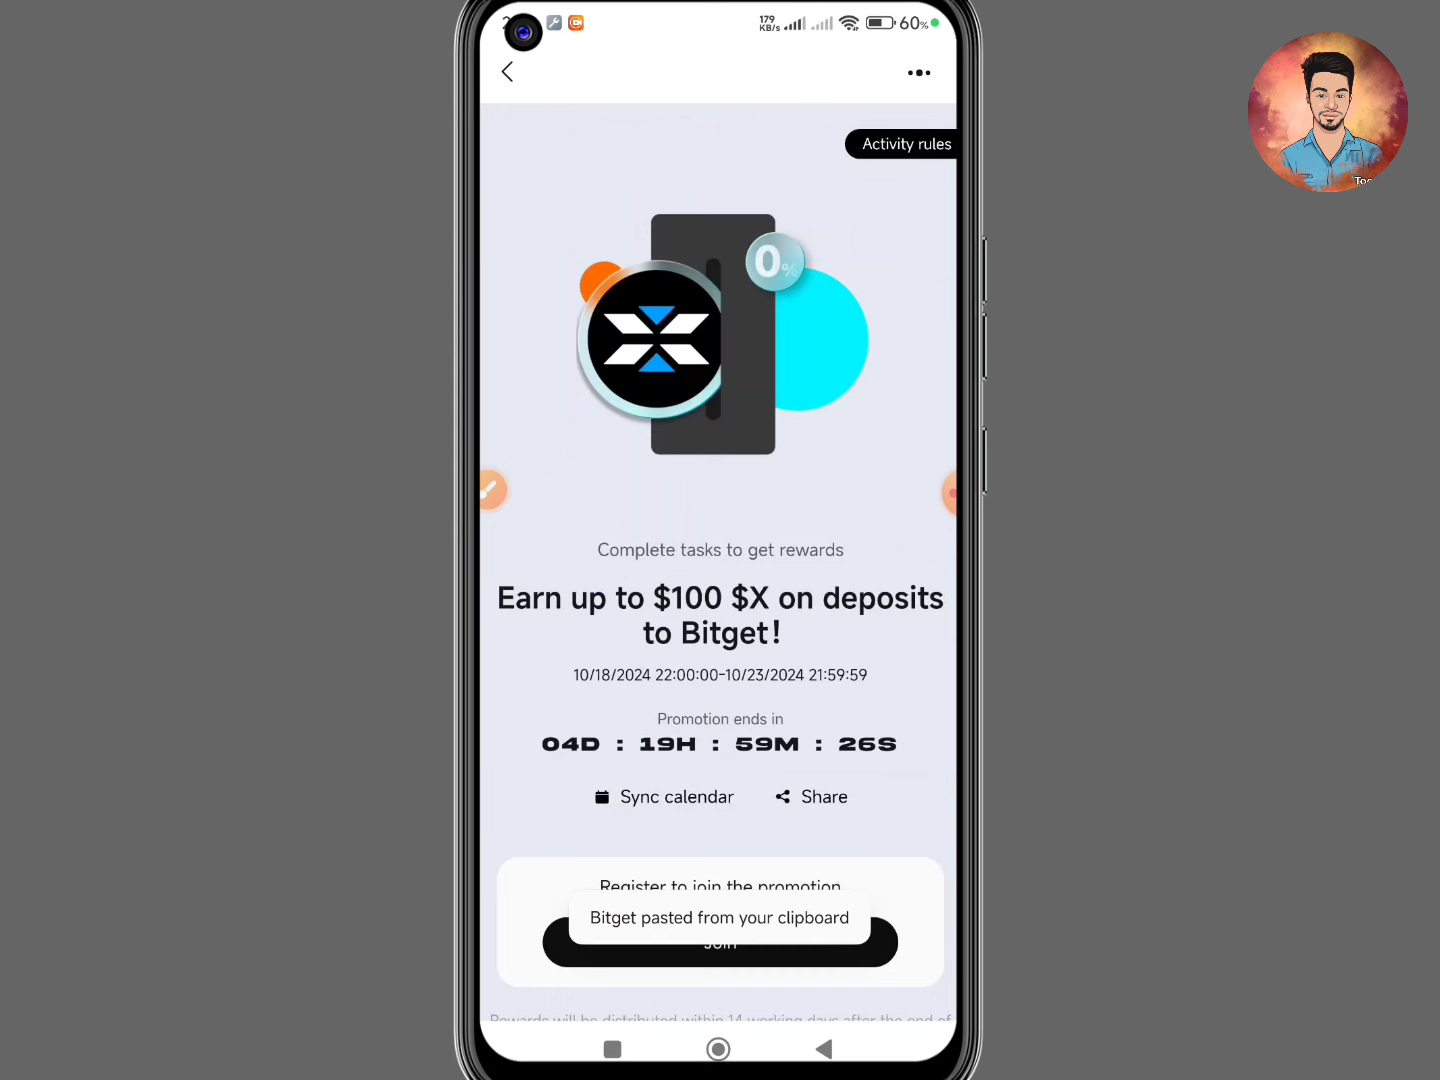 179
KB/s
60%
Activity rules
0%
Complete tasks to get rewards
Earn up to $100 $X on deposits
to Bitget!
10/18/2024 22:00:00-10/23/2024 21:59:59
Promotion ends in
04D : 19H : 59M : 26S
Sync calendar
Share
Register to join the promotion
Bitget pasted from your clipboard
Join
Rewards will be distributed within 14 working days after the end of